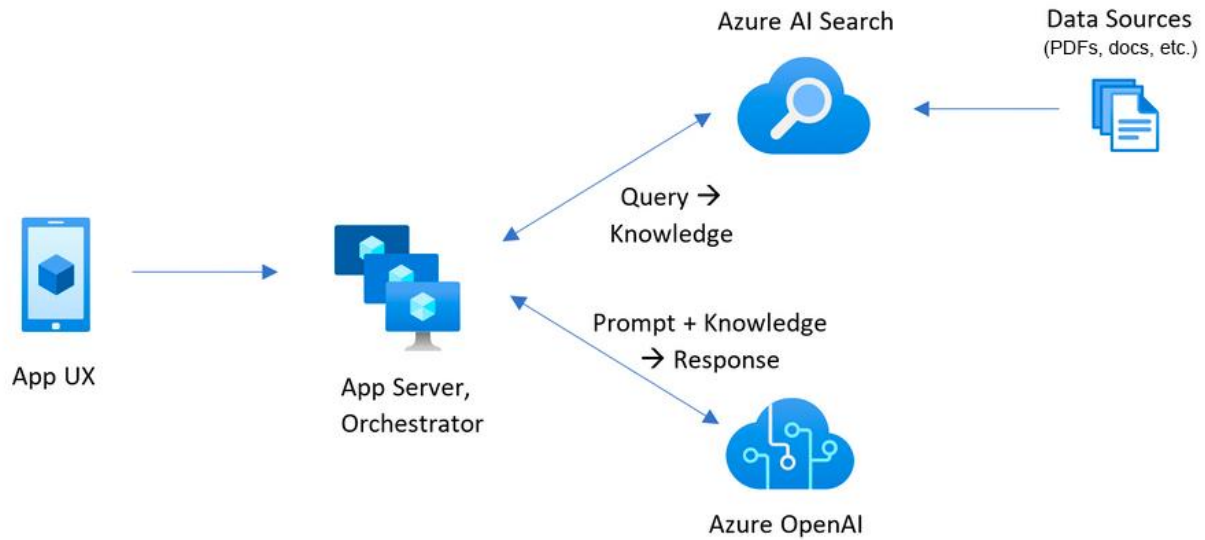 Azure AI Search
Data Sources
(PDFs, docs, etc.)
Query →
Knowledge
App UX
App Server,
Orchestrator
Prompt + Knowledge
→ Response
Azure OpenAI